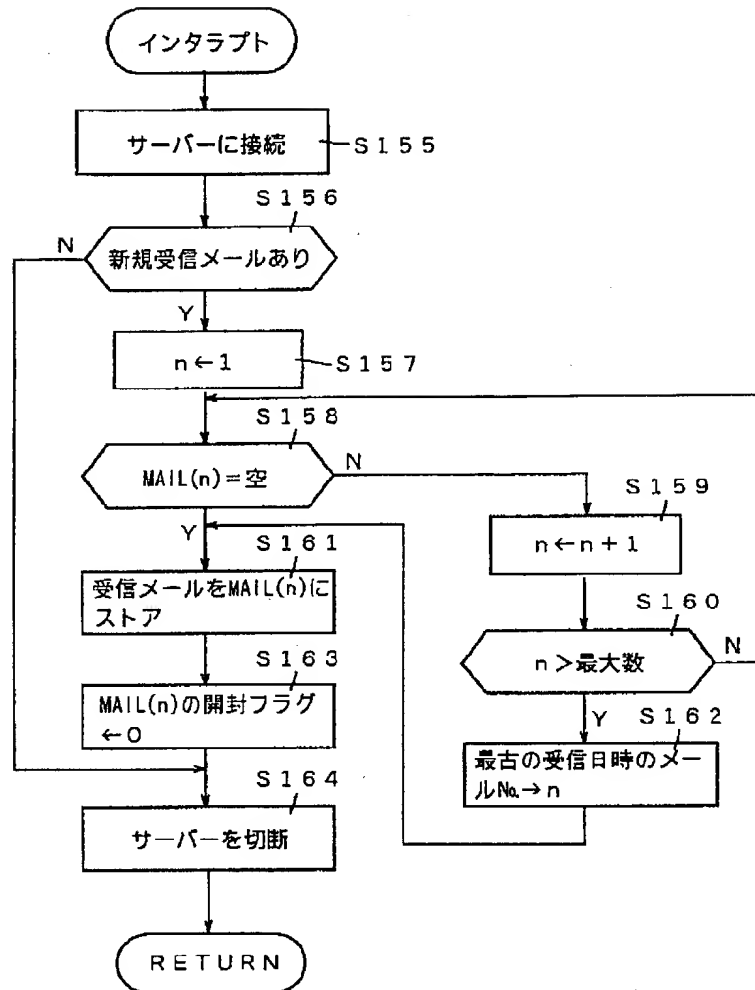 インタラプト
サーバーに接続
S155
S156
新規受信メールあり
N
Y
n←1
S157
S158
MAIL(n)=空
N
Y
S159
n←n+1
S160
n>最大数
N
Y
S161
受信メールをMAIL(n)に
ストア
S162
最古の受信日時のメー
ル№→n
S163
MAIL(n)の開封フラグ
←0
S164
サーバーを切断
RETURN